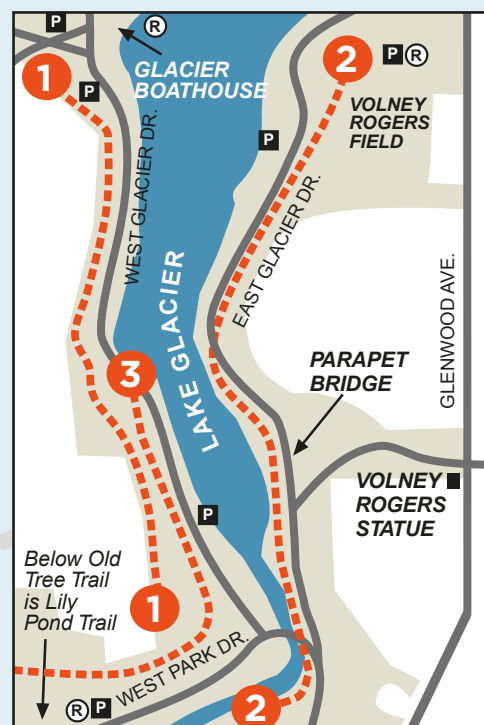 P
R
GLACIER
BOATHOUSE
1
P
2
P R
VOLNEY
ROGERS
FIELD
P
WEST GLACIER DR.
EAST GLACIER DR.
LAKE GLACIER
GLENWOOD AVE.
3
PARAPET
BRIDGE
VOLNEY
ROGERS
STATUE
P
Below Old
Tree Trail
is Lily
Pond Trail
1
WEST PARK DR.
R P
2